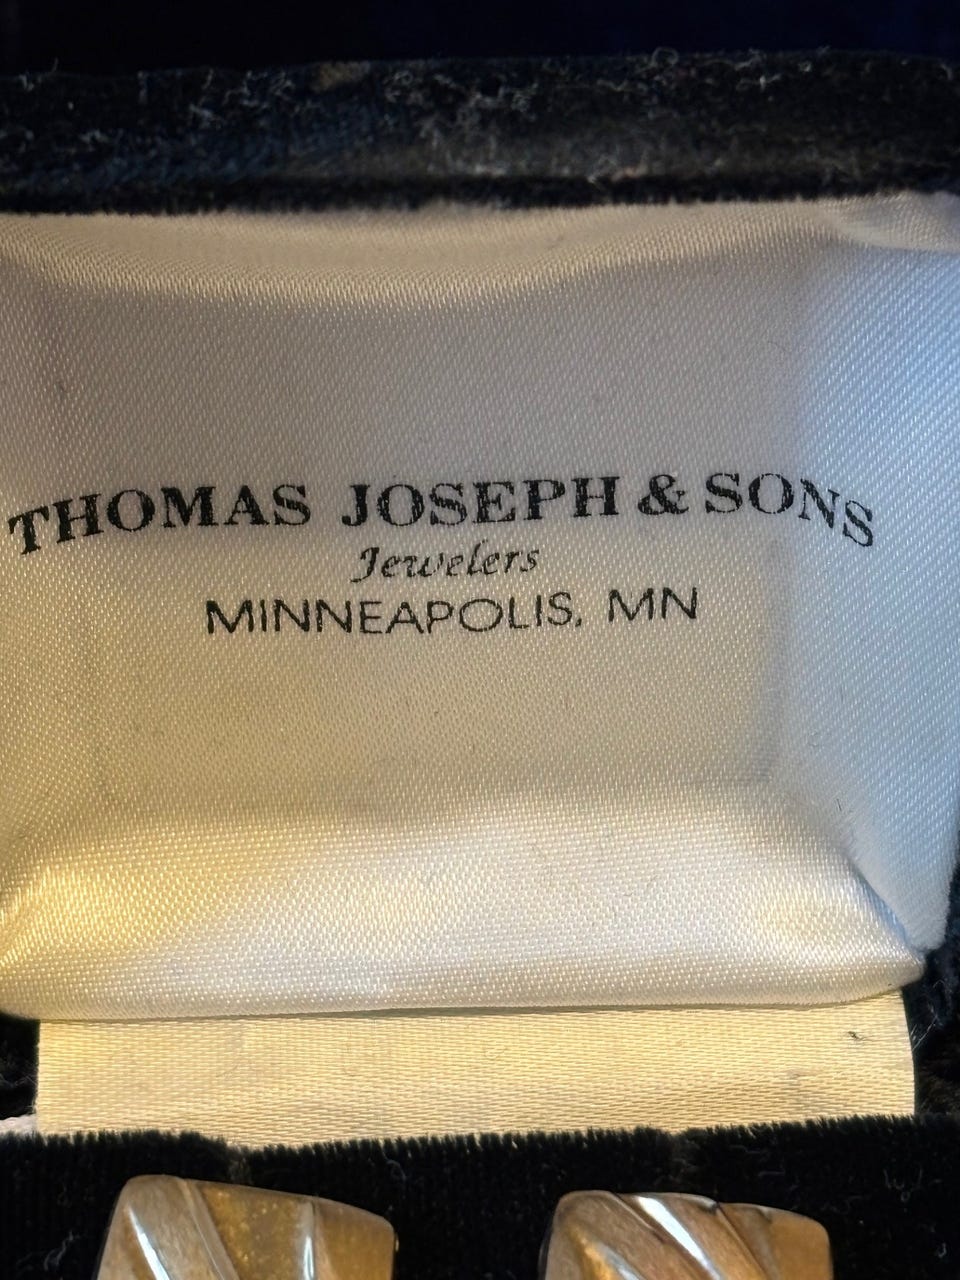 THOMAS JOSEPH & SONS
Jewelers
MINNEAPOLIS, MN